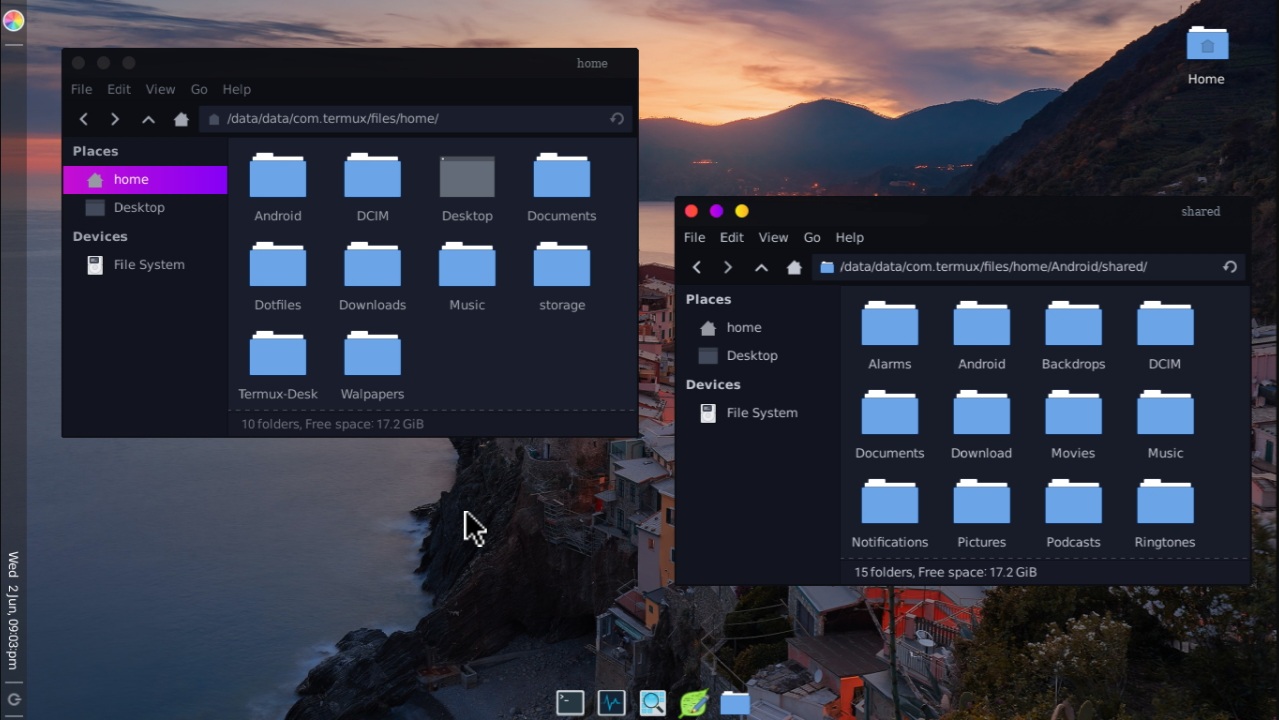 home
File Edit View Go Help
/data/data/com.termux/files/home/
Places
home
Desktop
Devices
File System
Android DCIM Desktop Documents
Dotfiles Downloads Music storage
Termux-Desk Walpapers
10 folders, Free space: 17.2 GiB
Home
shared
File Edit View Go Help
/data/data/com.termux/files/home/Android/shared/
Places
home
Desktop
Devices
File System
Alarms Android Backdrops DCIM
Documents Download Movies Music
Notifications Pictures Podcasts Ringtones
15 folders, Free space: 17.2 GiB
Wed 2 Jun, 09:03:pm